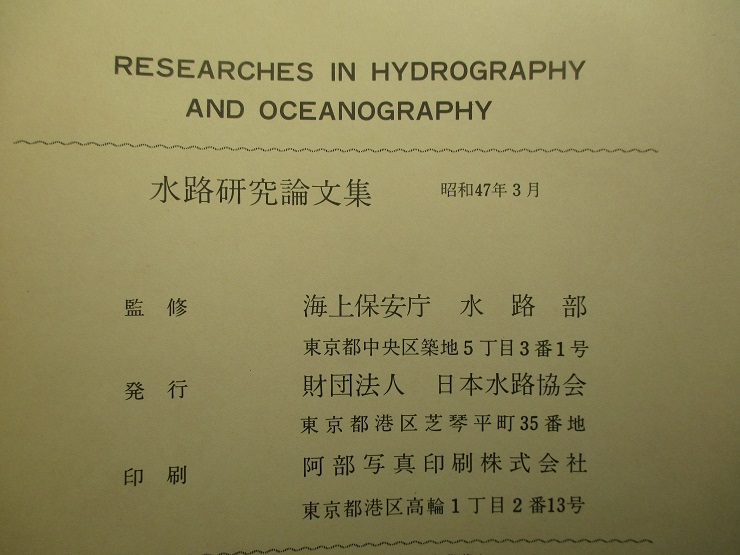 RESEARCHES IN HYDROGRAPHY
AND OCEANOGRAPHY
水路研究論文集 昭和47年3月
監修 海上保安庁 水路部
東京都中央区築地5丁目3番1号
発行 財団法人 日本水路協会
東京都港区芝琴平町35番地
印刷 阿部写真印刷株式会社
東京都港区高輪1丁目2番13号